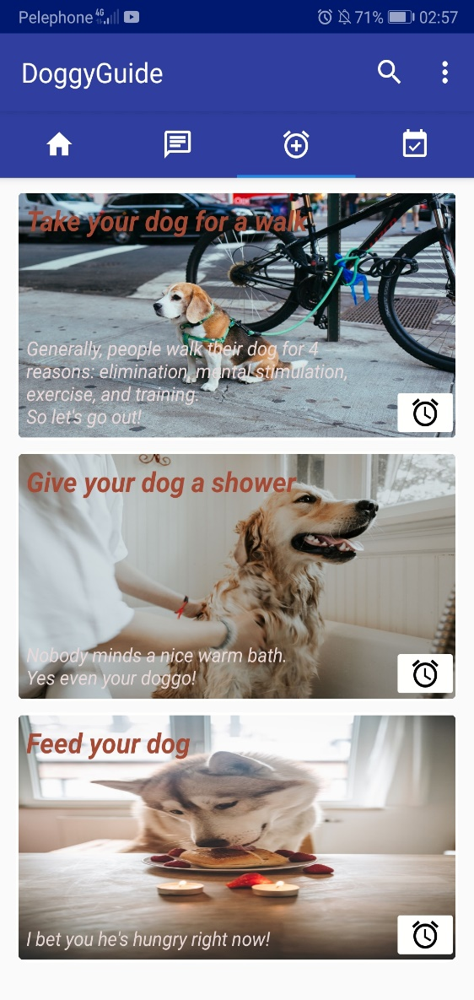 Pelephone 4G 71% 02:57
DoggyGuide
Take your dog for a walk
Generally, people walk their dog for 4
reasons: elimination, mental stimulation,
exercise, and training.
So let's go out!
Give your dog a shower
Nobody minds a nice warm bath.
Yes even your doggo!
Feed your dog
I bet you he's hungry right now!